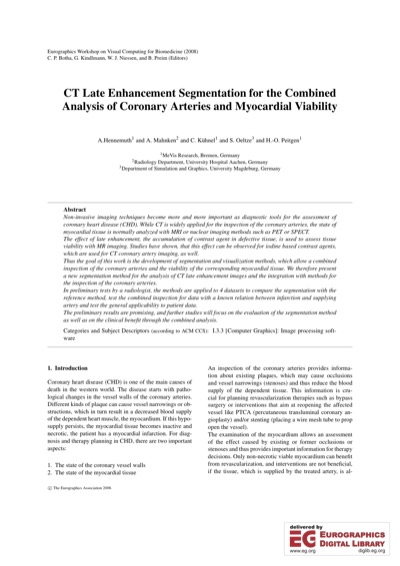 Eurographics Workshop on Visual Computing for Biomedicine (2008)
C. P. Botha, G. Kindlmann, W. J. Niessen, and B. Preim (Editors)
CT Late Enhancement Segmentation for the Combined
Analysis of Coronary Arteries and Myocardial Viability
A.Hennemuth1 and A. Mahnken2 and C. Kühnel1 and S. Oeltze3 and H.-O. Peitgen1
1MeVis Research, Bremen, Germany
2Radiology Department, University Hospital Aachen, Germany
3Department of Simulation and Graphics, University Magdeburg, Germany
Abstract
Non-invasive imaging techniques become more and more important as diagnostic tools for the assessment of
coronary heart disease (CHD). While CT is widely applied for the inspection of the coronary arteries, the state of
myocardial tissue is normally analyzed with MRI or nuclear imaging methods such as PET or SPECT.
The effect of late enhancement, the accumulation of contrast agent in defective tissue, is used to assess tissue
viability with MR imaging. Studies have shown, that this effect can be observed for iodine based contrast agents,
which are used for CT coronary artery imaging, as well.
Thus the goal of this work is the development of segmentation and visualization methods, which allow a combined
inspection of the coronary arteries and the viability of the corresponding myocardial tissue. We therefore present
a new segmentation method for the analysis of CT late enhancement images and the integration with methods for
the inspection of the coronary arteries.
In preliminary tests by a radiologist, the methods are applied to 4 datasets to compare the segmentation with the
reference method, test the combined inspection for data with a known relation between infarction and supplying
artery and test the general applicability to patient data.
The preliminary results are promising, and further studies will focus on the evaluation of the segmentation method
as well as on the clinical benefit through the combined analysis.
Categories and Subject Descriptors (according to ACM CCS): I.3.3 [Computer Graphics]: Image processing soft-
ware
1. Introduction
Coronary heart disease (CHD) is one of the main causes of
death in the western world. The disease starts with patho-
logical changes in the vessel walls of the coronary arteries.
Different kinds of plaque can cause vessel narrowings or ob-
structions, which in turn result in a decreased blood supply
of the dependent heart muscle, the myocardium. If this hypo-
supply persists, the myocardial tissue becomes inactive and
necrotic, the patient has a myocardial infarction. For diag-
nosis and therapy planning in CHD, there are two important
aspects:
1. The state of the coronary vessel walls
2. The state of the myocardial tissue
© The Eurographics Association 2008.
An inspection of the coronary arteries provides informa-
tion about existing plaques, which may cause occlusions
and vessel narrowings (stenoses) and thus reduce the blood
supply of the dependent tissue. This information is cru-
cial for planning revascularization therapies such as bypass
surgery or interventions that aim at reopening the affected
vessel like PTCA (percutaneous transluminal coronary an-
gioplasty) and/or stenting (placing a wire mesh tube to prop
open the vessel).
The examination of the myocardium allows an assessment
of the effect caused by existing or former occlusions or
stenoses and thus provides important information for therapy
decisions. Only non-necrotic viable myocardium can benefit
from revascularization, and interventions are not beneficial,
if the tissue, which is supplied by the treated artery, is al-
delivered by
EG EUROGRAPHICS
DIGITAL LIBRARY
www.eg.org diglib.eg.org